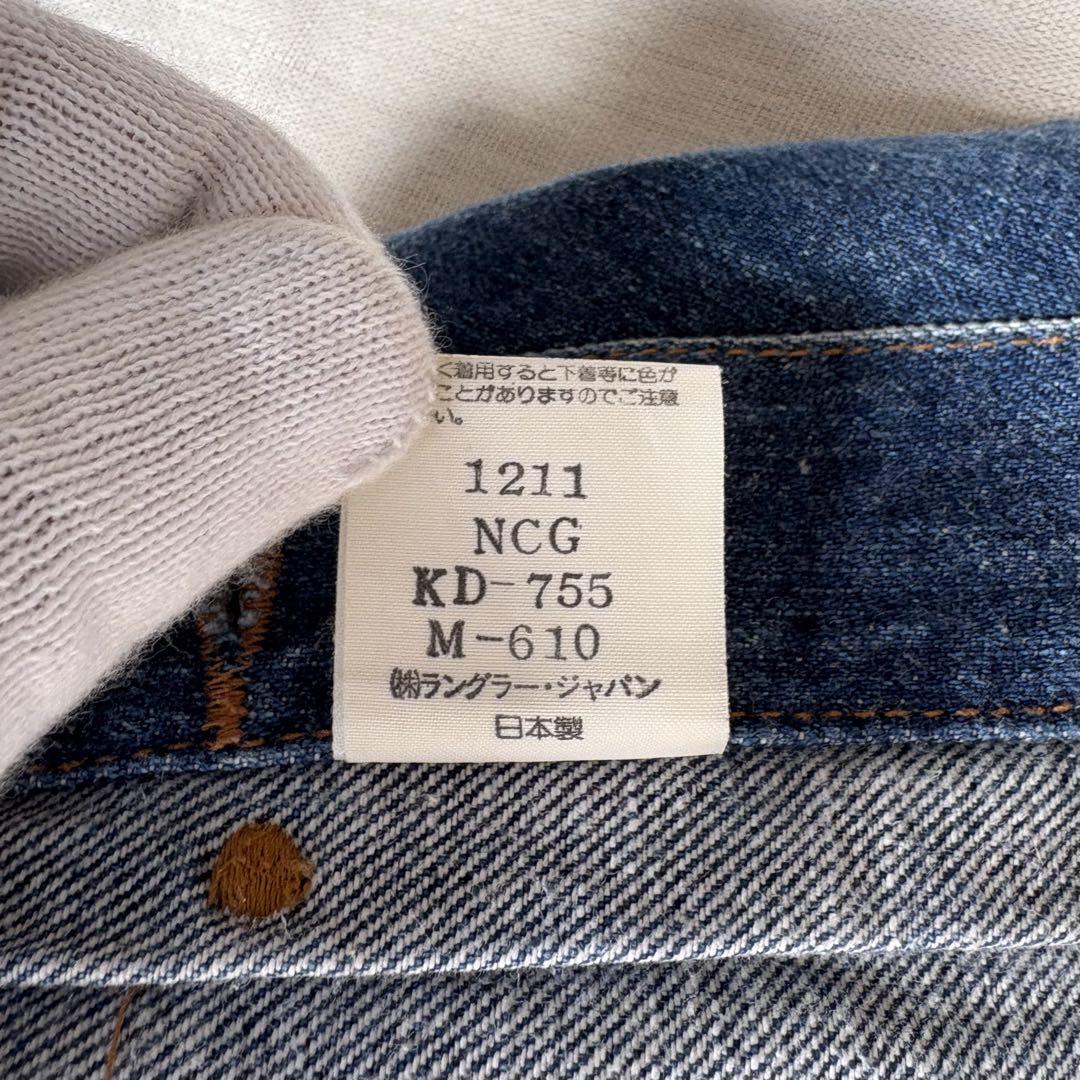 く着用すると下着等に色が
ことがありますのでご注意
い。
1211
NCG
KD-755
M-610
(株)ラングラー・ジャパン
日本製